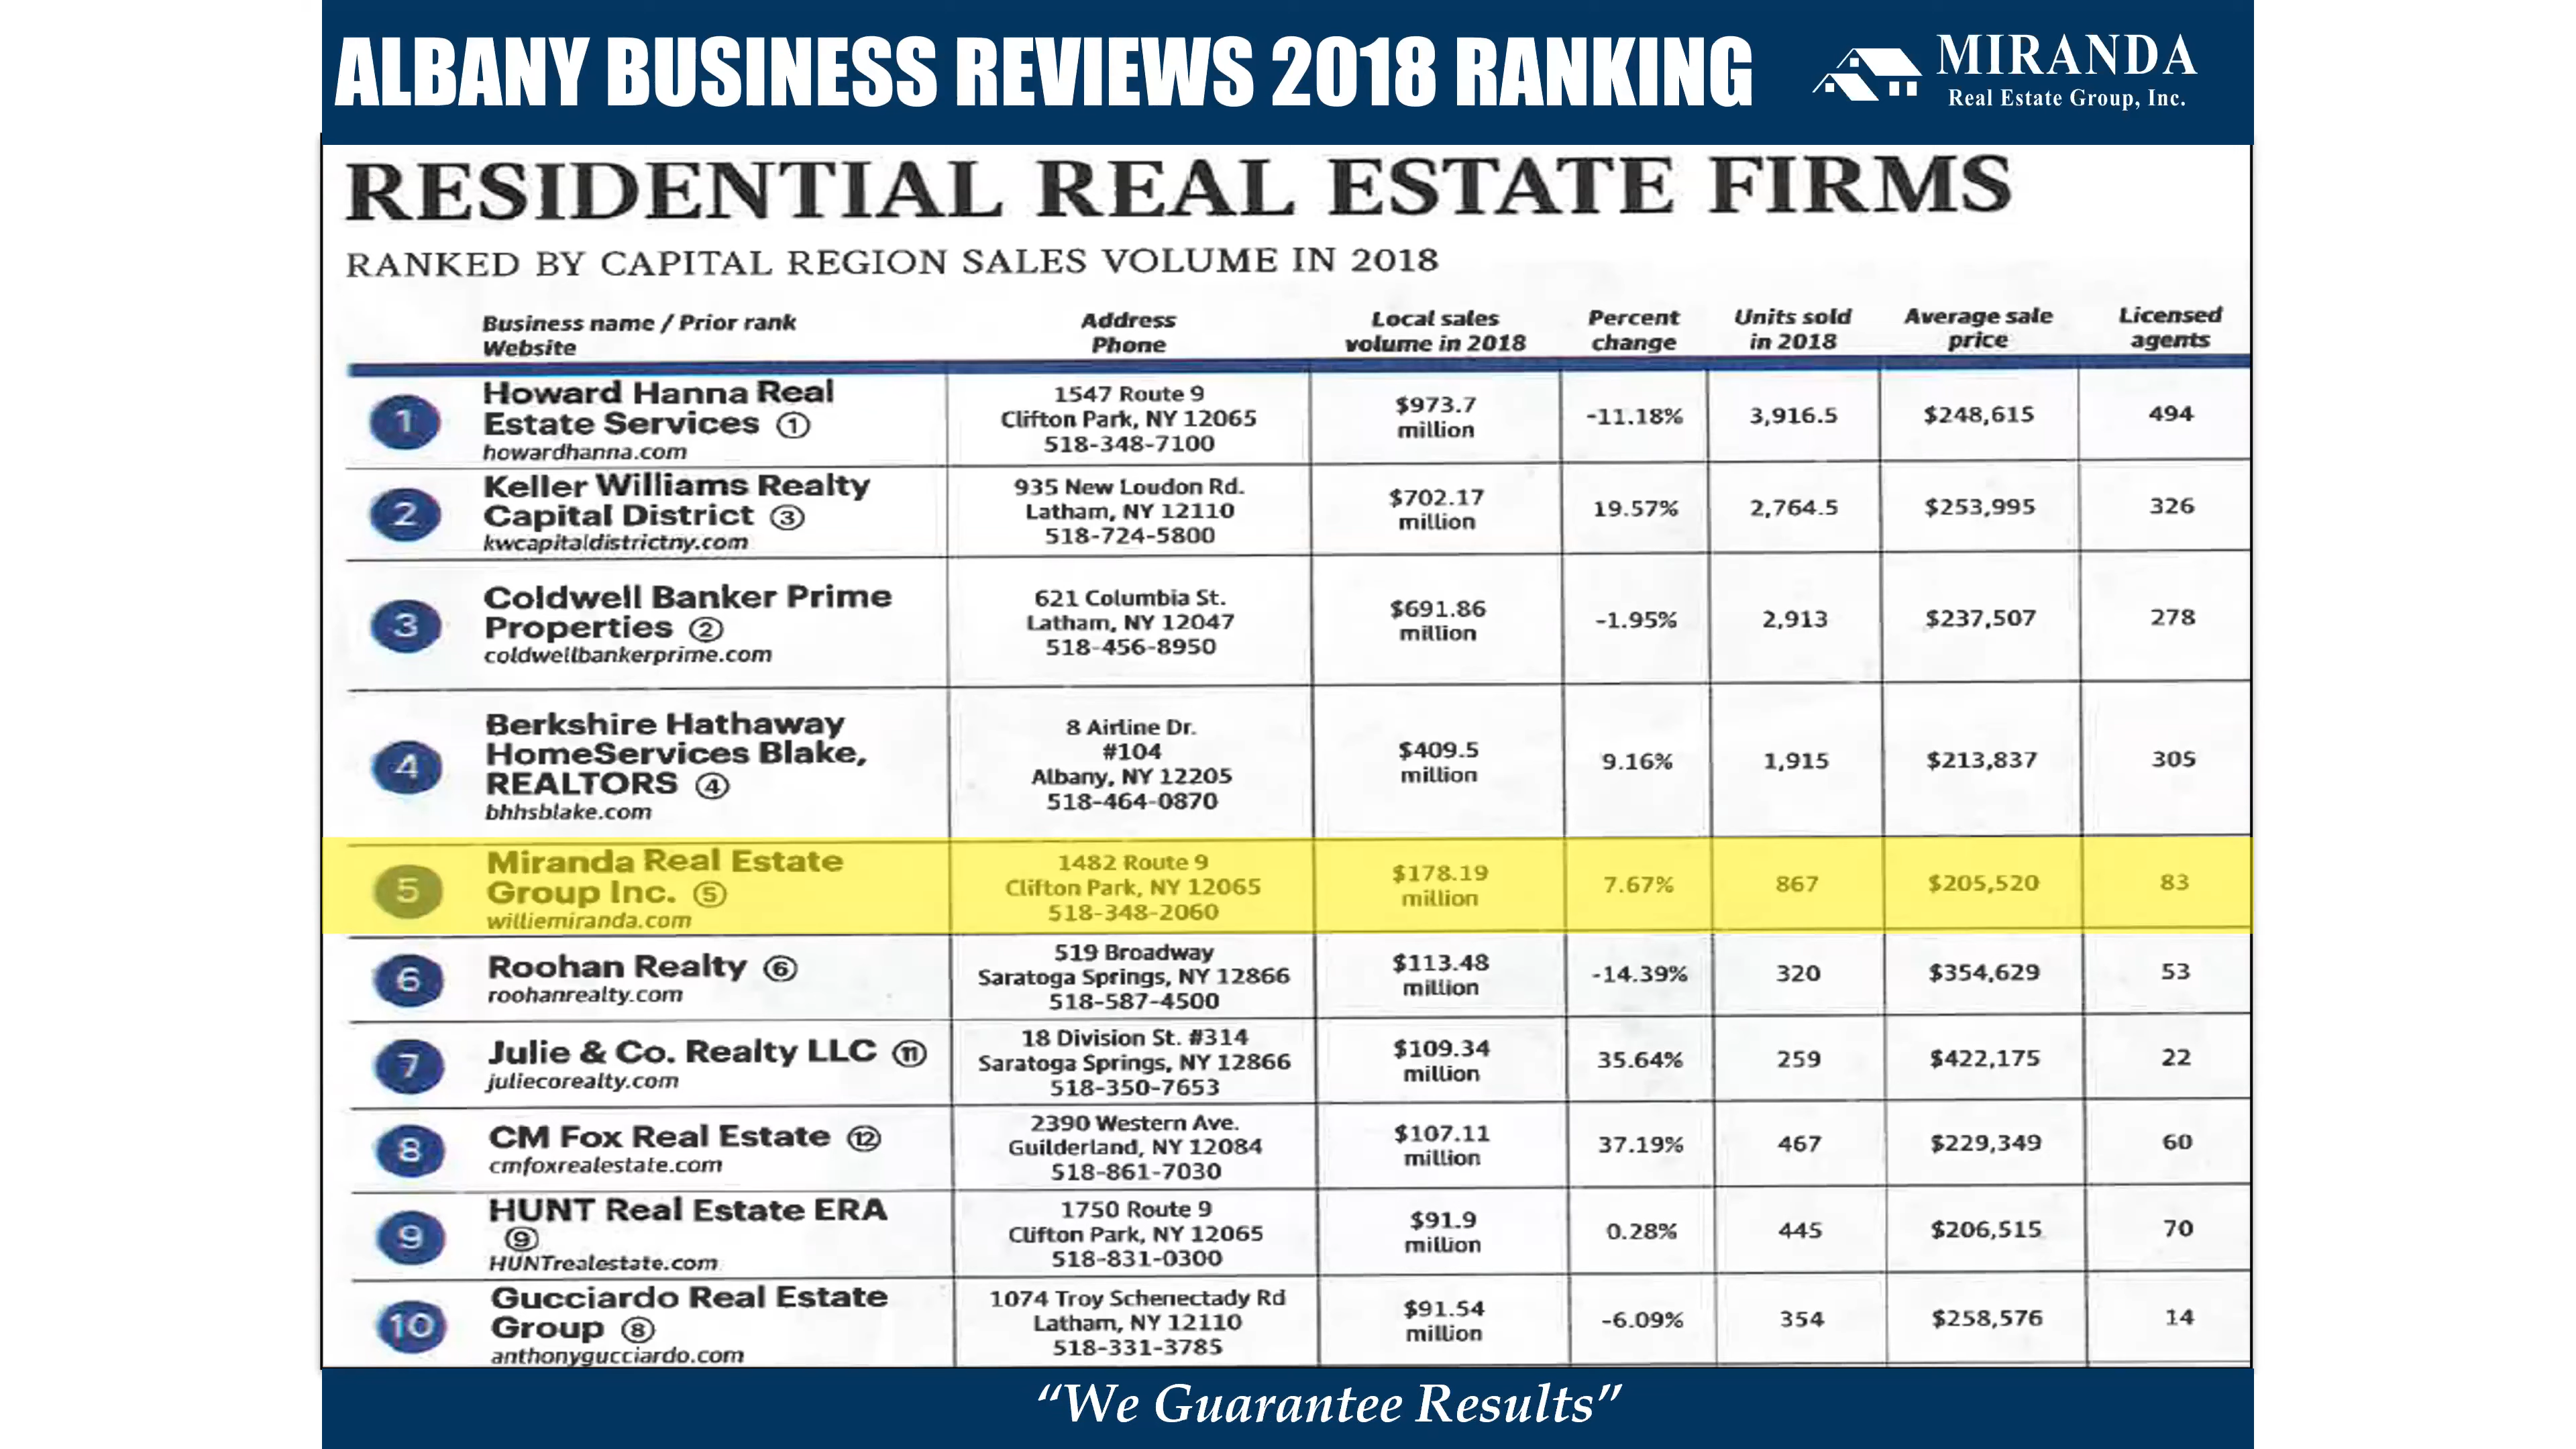 ALBANY BUSINESS REVIEWS 2018 RANKING
MIRANDA
Real Estate Group, Inc.
RESIDENTIAL REAL ESTATE FIRMS
RANKED BY CAPITAL REGION SALES VOLUME IN 2018
Business name / Prior rank
Website
Address
Phone
Local sales
volume in 2018
Percent
change
Units sold
in 2018
Average sale
price
Licensed
agents
1
Howard Hanna Real
Estate Services ①
howardhanna.com
1547 Route 9
Clifton Park, NY 12065
518-348-7100
$973.7
million
-11.18%
3,916.5
$248,615
494
2
Keller Williams Realty
Capital District ③
kwcapitaldistrictny.com
935 New Loudon Rd.
Latham, NY 12110
518-724-5800
$702.17
million
19.57%
2,764.5
$253,995
326
3
Coldwell Banker Prime
Properties ②
coldwellbankerprime.com
621 Columbia St.
Latham, NY 12047
518-456-8950
$691.86
million
-1.95%
2,913
$237,507
278
4
Berkshire Hathaway
HomeServices Blake,
REALTORS ④
bhhsblake.com
8 Airline Dr.
#104
Albany, NY 12205
518-464-0870
$409.5
million
9.16%
1,915
$213,837
305
5
Miranda Real Estate
Group Inc. ⑤
williemiranda.com
1482 Route 9
Clifton Park, NY 12065
518-348-2060
$178.19
million
7.67%
867
$205,520
83
6
Roohan Realty ⑥
roohanrealty.com
519 Broadway
Saratoga Springs, NY 12866
518-587-4500
$113.48
million
-14.39%
320
$354,629
53
7
Julie & Co. Realty LLC ⑪
juliecorealty.com
18 Division St. #314
Saratoga Springs, NY 12866
518-350-7653
$109.34
million
35.64%
259
$422,175
22
8
CM Fox Real Estate ⑫
cmfoxrealestate.com
2390 Western Ave.
Guilderland, NY 12084
518-861-7030
$107.11
million
37.19%
467
$229,349
60
9
HUNT Real Estate ERA
⑨
HUNTrealestate.com
1750 Route 9
Clifton Park, NY 12065
518-831-0300
$91.9
million
0.28%
445
$206,515
70
10
Gucciardo Real Estate
Group ⑧
anthonygucciardo.com
1074 Troy Schenectady Rd
Latham, NY 12110
518-331-3785
$91.54
million
-6.09%
354
$258,576
14
“We Guarantee Results”